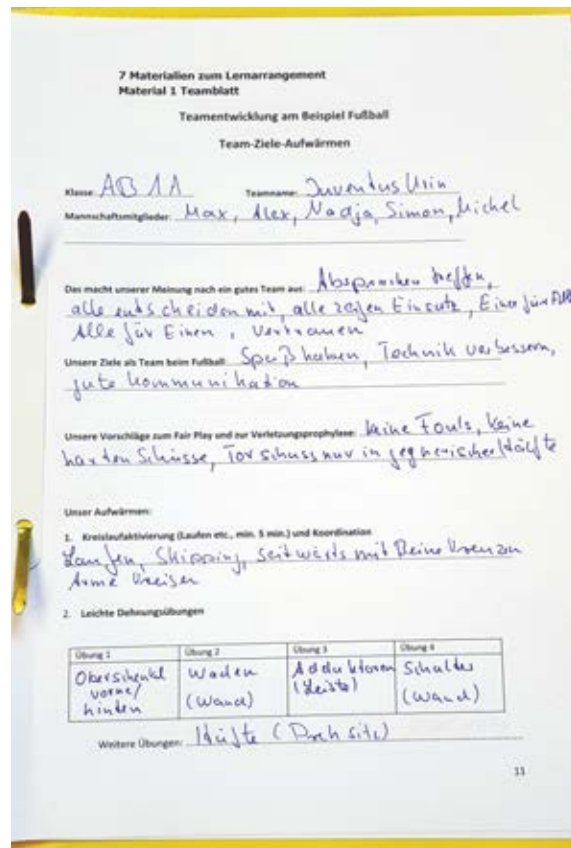 7 Materialien zum Lernarrangement
Material 1 Teamblatt
Teamentwicklung am Beispiel Fußball
Team-Ziele-Aufwärmen
Klasse: AB 11 Teamname: Juventus Urin
Mannschaftsmitglieder: Max, Alex, Nadja, Simon, Michel
Das macht unserer Meinung nach ein gutes Team aus: Absprachen treffen,
alle entscheiden mit, alle zeigen Einsatz, Einer für Alle
Alle für Einen, Vertrauen
Unsere Ziele als Team beim Fußball: Spaß haben, Technik verbessern,
gute Kommunikation
Unsere Vorschläge zum Fair Play und zur Verletzungsprophylaxe: keine Fouls, keine
harten Schüsse, Torschuss nur in gegnerischer Hälfte
Unser Aufwärmen:
1. Kreislaufaktivierung (Laufen etc., min. 5 min.) und Koordination
Laufen, Skipping, seitwärts mit Beine kreuzen
Arme kreisen
2. Leichte Dehnungsübungen
Übung 1 Übung 2 Übung 3 Übung 4
Oberschenkel Waden Adduktoren Schulter
vorne/ (Wand) (Leiste) (Wand)
hinten
Weitere Übungen: Hüfte (Drehsitz)
11